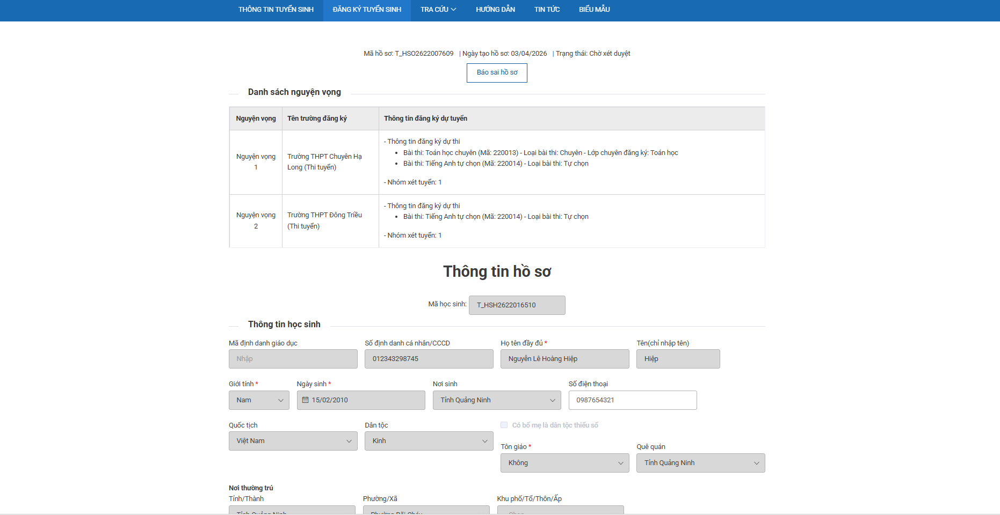 THÔNG TIN TUYỂN SINH ĐĂNG KÝ TUYỂN SINH TRA CỨU HƯỚNG DẪN TIN TỨC BIỂU MẪU
Mã hồ sơ: T_HSO2622007609 | Ngày tạo hồ sơ: 03/04/2026 | Trạng thái: Chờ xét duyệt
Báo sai hồ sơ
Danh sách nguyện vọng
Nguyện vọng Tên trường đăng ký Thông tin đăng ký dự tuyển
Nguyện vọng
1
Trường THPT Chuyên Hạ
Long (Thi tuyển)
- Thông tin đăng ký dự thi
• Bài thi: Toán học chuyên (Mã: 220013) - Loại bài thi: Chuyên - Lớp chuyên đăng ký: Toán học
• Bài thi: Tiếng Anh tự chọn (Mã: 220014) - Loại bài thi: Tự chọn
- Nhóm xét tuyển: 1
Nguyện vọng
2
Trường THPT Đông Triều
(Thi tuyển)
- Thông tin đăng ký dự thi
• Bài thi: Tiếng Anh tự chọn (Mã: 220014) - Loại bài thi: Tự chọn
- Nhóm xét tuyển: 1
Thông tin hồ sơ
Mã học sinh: T_HSH2622016510
Thông tin học sinh
Mã định danh giáo dục Số định danh cá nhân/CCCD Họ tên đầy đủ * Tên(chỉ nhập tên)
Nhập 012343298745 Nguyễn Lê Hoàng Hiệp Hiệp
Giới tính * Ngày sinh * Nơi sinh Số điện thoại
Nam 15/02/2010 Tỉnh Quảng Ninh 0987654321
Quốc tịch Dân tộc Có bố mẹ là dân tộc thiểu số
Việt Nam Kinh
Tôn giáo * Quê quán
Không Tỉnh Quảng Ninh
Nơi thường trú
Tỉnh/Thành Phường/Xã Khu phố/Tổ/Thôn/Ấp
Tỉnh Quảng Ninh Phường Bãi Cháy Chọn